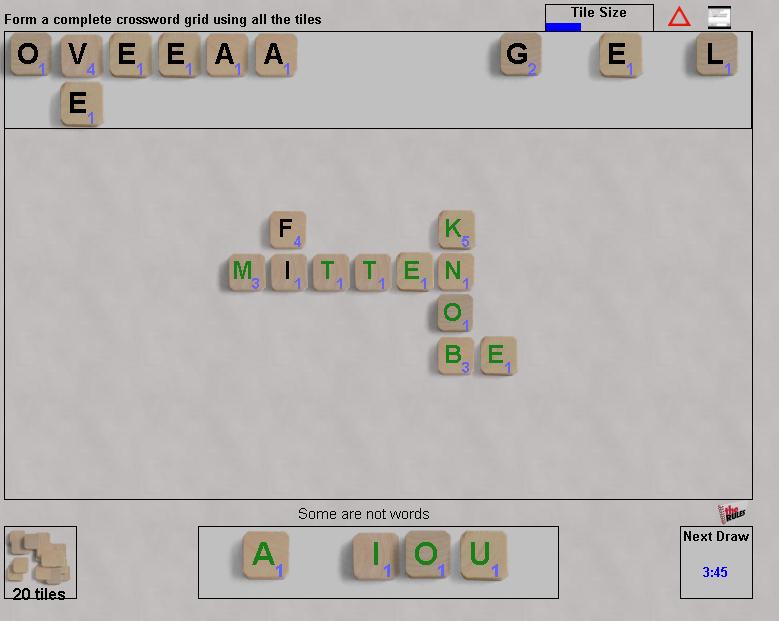 Form a complete crossword grid using all the tiles
Tile Size
O1 V4 E1 E1 A1 A1 G2 E1 L1
E1
F4 K5
M3 I1 T1 T1 E1 N1
O1
B3 E1
Some are not words
the RULES
Next Draw
3:45
A1 I1 O1 U1
20 tiles